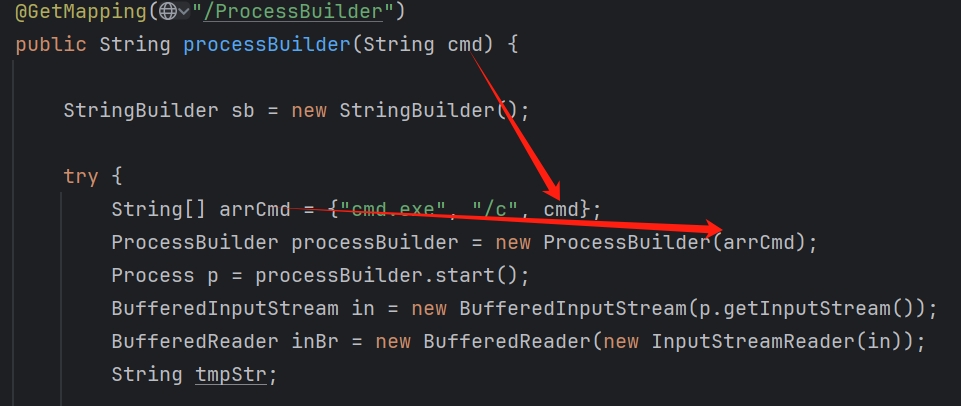 @GetMapping("/ProcessBuilder")
public String processBuilder(String cmd) {
StringBuilder sb = new StringBuilder();
try {
String[] arrCmd = {"cmd.exe", "/c", cmd};
ProcessBuilder processBuilder = new ProcessBuilder(arrCmd);
Process p = processBuilder.start();
BufferedInputStream in = new BufferedInputStream(p.getInputStream());
BufferedReader inBr = new BufferedReader(new InputStreamReader(in));
String tmpStr;